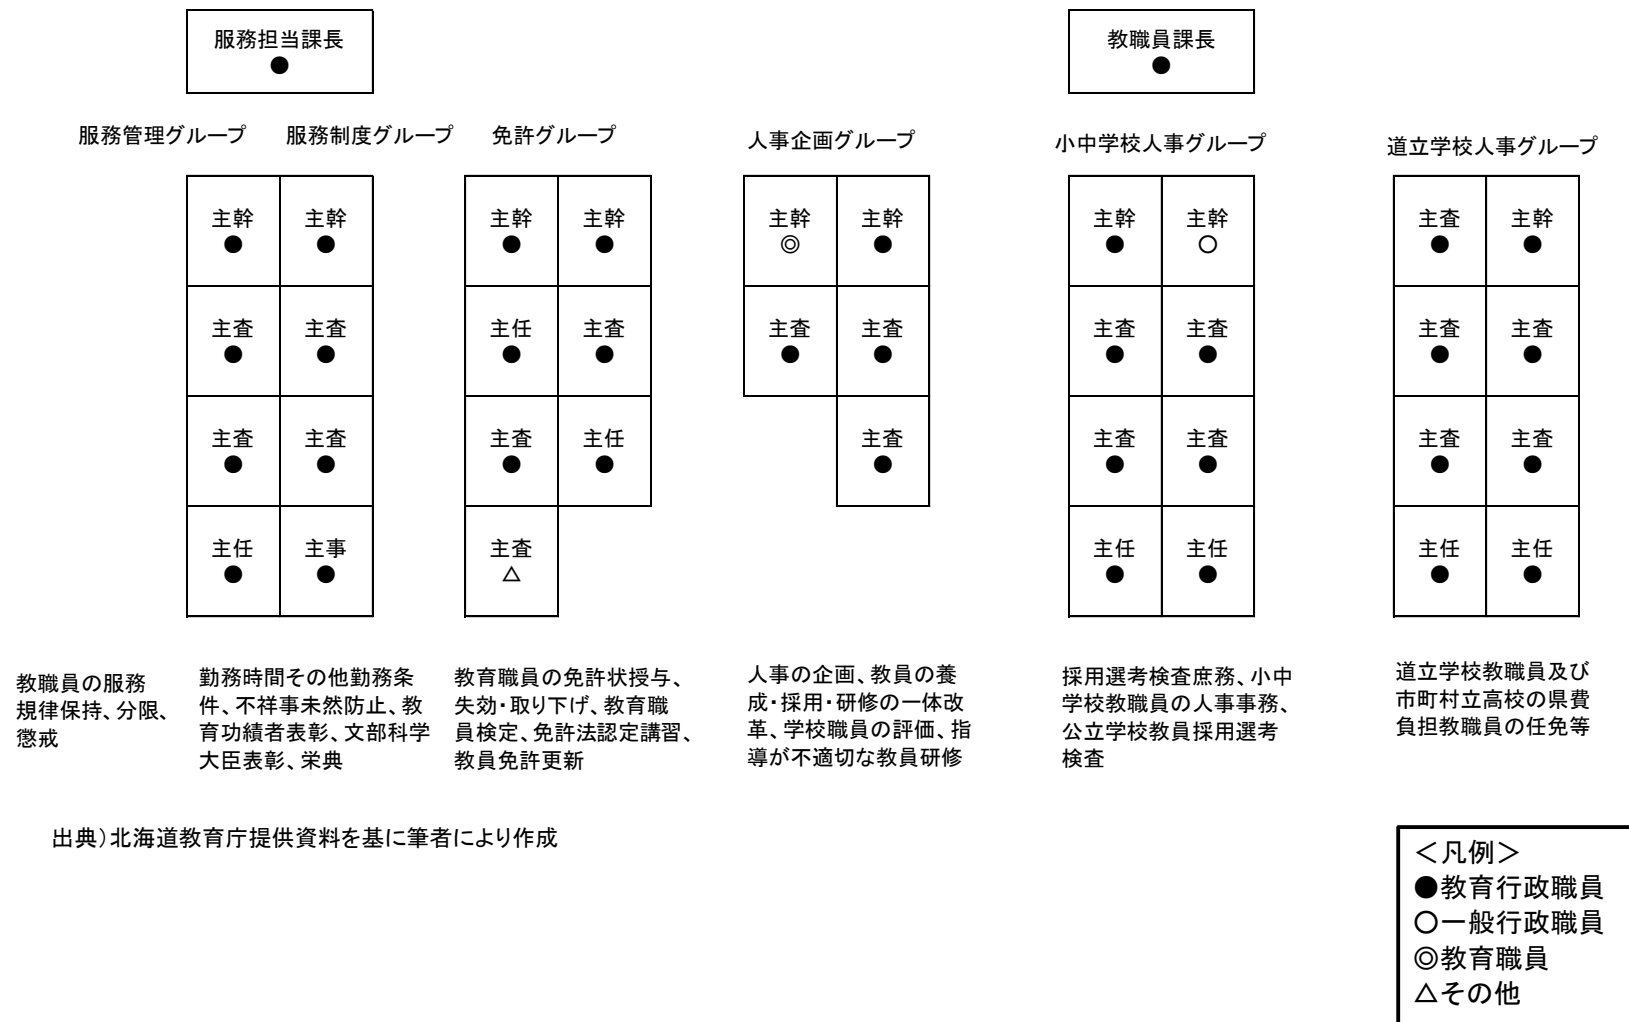 服務担当課長
●
教職員課長
●
服務管理グループ 服務制度グループ 免許グループ 人事企画グループ 小中学校人事グループ 道立学校人事グループ
主幹 主幹 主幹 主幹 主幹 主幹 主幹 主幹 主査 主幹
● ● ● ● ◎ ● ● ○ ● ●
主査 主査 主任 主査 主査 主査 主査 主査 主査 主査
● ● ● ● ● ● ● ● ● ●
主査 主査 主査 主任 主査 主査 主査 主査 主査
● ● ● ● ● ● ● ● ●
主任 主事 主査 主任 主任 主任 主任
● ● △ ● ● ● ●
教職員の服務
規律保持、分限、
懲戒
勤務時間その他勤務条
件、不祥事未然防止、教
育功績者表彰、文部科学
大臣表彰、栄典
教育職員の免許状授与、
失効・取り下げ、教育職
員検定、免許法認定講習、
教員免許更新
人事の企画、教員の養
成・採用・研修の一体改
革、学校職員の評価、指
導が不適切な教員研修
採用選考検査庶務、小中
学校教職員の人事事務、
公立学校教員採用選考
検査
道立学校教職員及び
市町村立高校の県費
負担教職員の任免等
出典）北海道教育庁提供資料を基に筆者により作成
＜凡例＞
●教育行政職員
○一般行政職員
◎教育職員
△その他